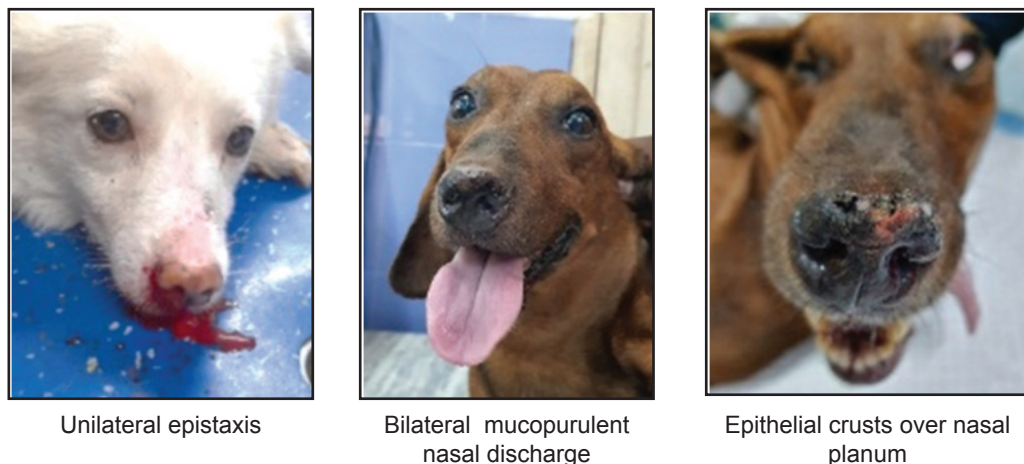 Unilateral epistaxis
Bilateral mucopurulent
nasal discharge
Epithelial crusts over nasal
planum